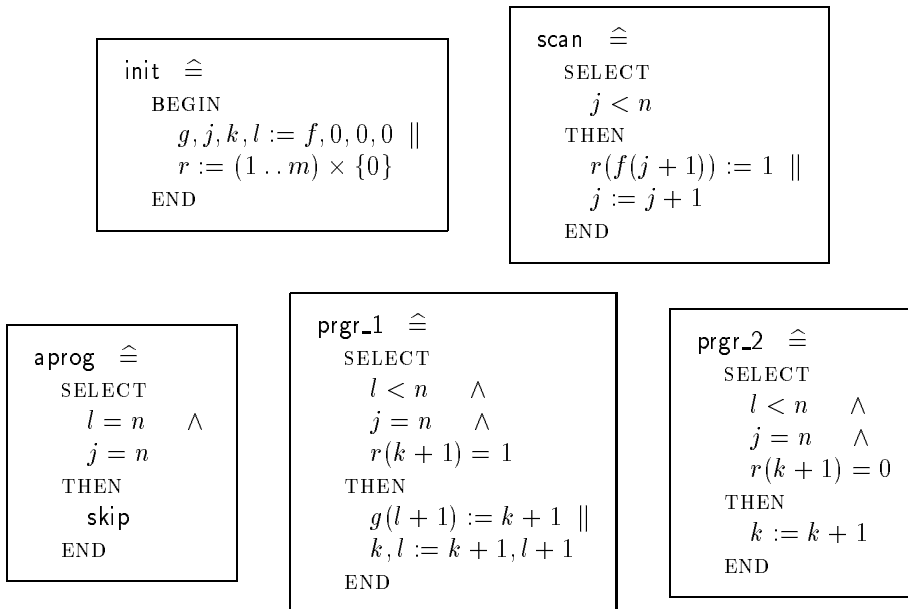 init ≙
BEGIN
g, j, k, l := f, 0, 0, 0 ∥
r := (1 .. m) × {0}
END
scan ≙
SELECT
j < n
THEN
r(f(j + 1)) := 1 ∥
j := j + 1
END
aprog ≙
SELECT
l = n ∧
j = n
THEN
skip
END
prgr_1 ≙
SELECT
l < n ∧
j = n ∧
r(k + 1) = 1
THEN
g(l + 1) := k + 1 ∥
k, l := k + 1, l + 1
END
prgr_2 ≙
SELECT
l < n ∧
j = n ∧
r(k + 1) = 0
THEN
k := k + 1
END